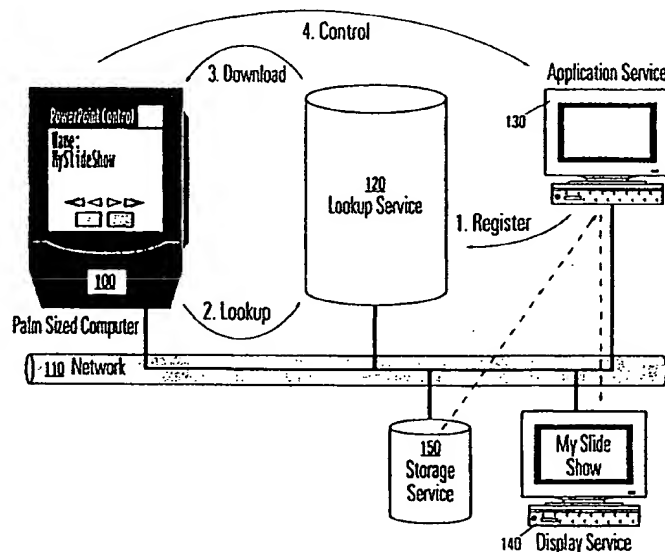 4. Control
3. Download
Application Service
130
PowerPoint Control
Name:
MySlideShow
120
Lookup Service
1. Register
100
2. Lookup
Palm Sized Computer
110 Network
150
Storage
Service
My Slide
Show
140
Display Service